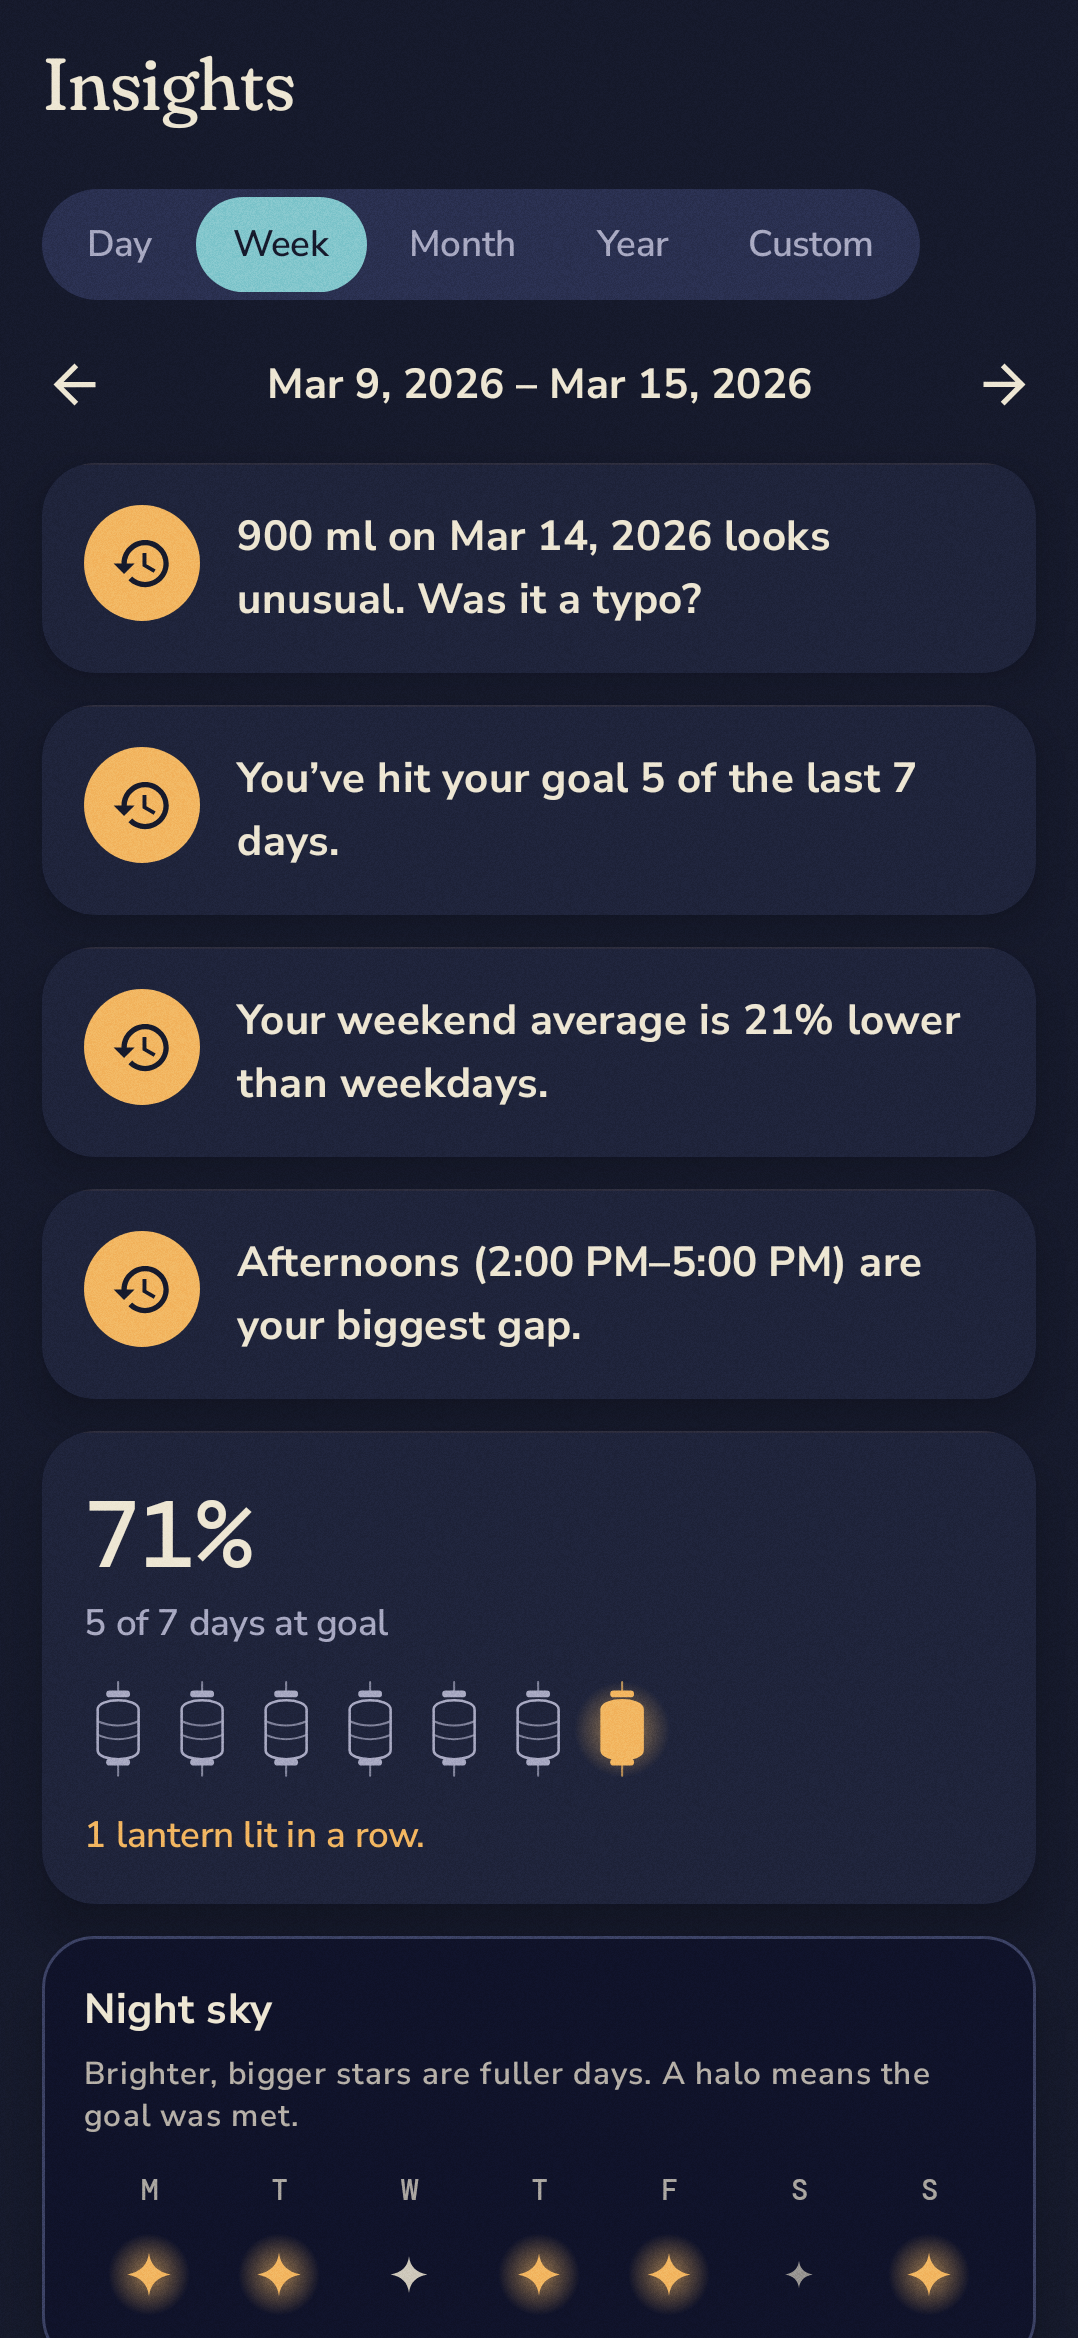 Insights
Day Week Month Year Custom
Mar 9, 2026 – Mar 15, 2026
900 ml on Mar 14, 2026 looks
unusual. Was it a typo?
You’ve hit your goal 5 of the last 7
days.
Your weekend average is 21% lower
than weekdays.
Afternoons (2:00 PM–5:00 PM) are
your biggest gap.
71%
5 of 7 days at goal
1 lantern lit in a row.
Night sky
Brighter, bigger stars are fuller days. A halo means the
goal was met.
M T W T F S S